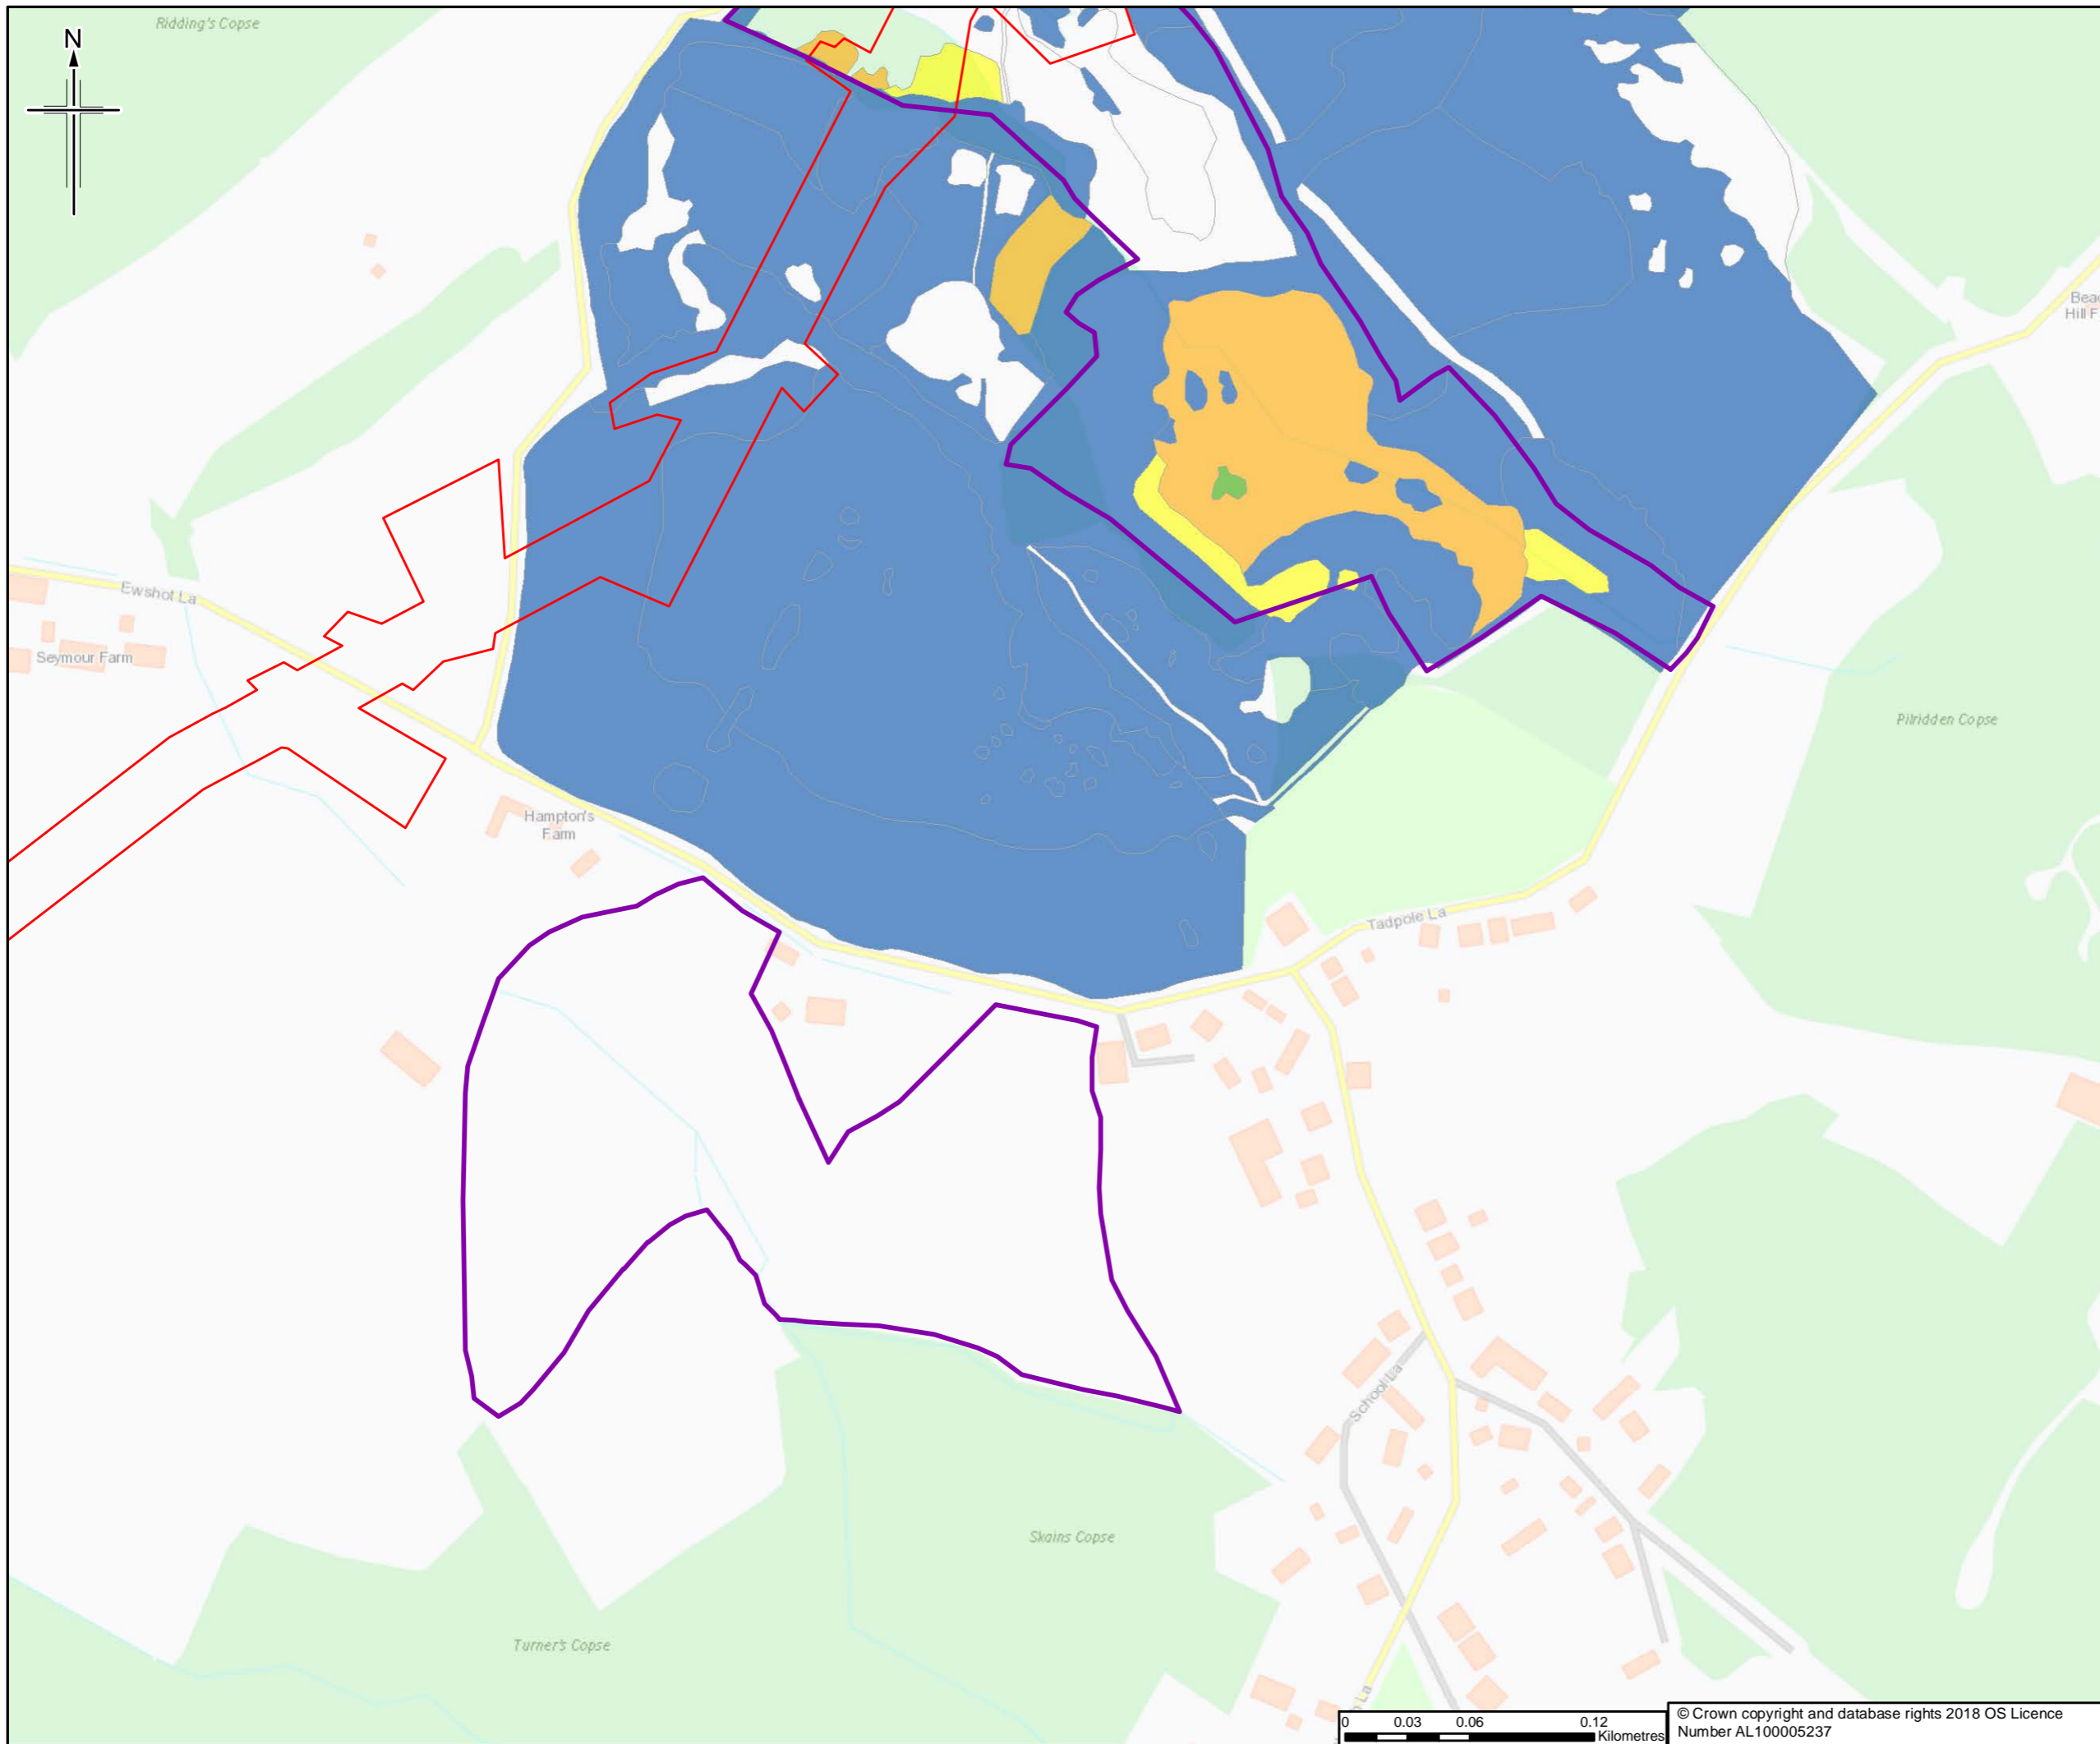 Ridding's Copse
N
Hill F
Ewshot La
Seymour Farm
Pilridden Copse
Hampton's
Farm
Tadpole La
School La
Skains Copse
Turner's Copse
La
0 0.03 0.06 0.12
Kilometres
© Crown copyright and database rights 2018 OS Licence
Number AL100005237